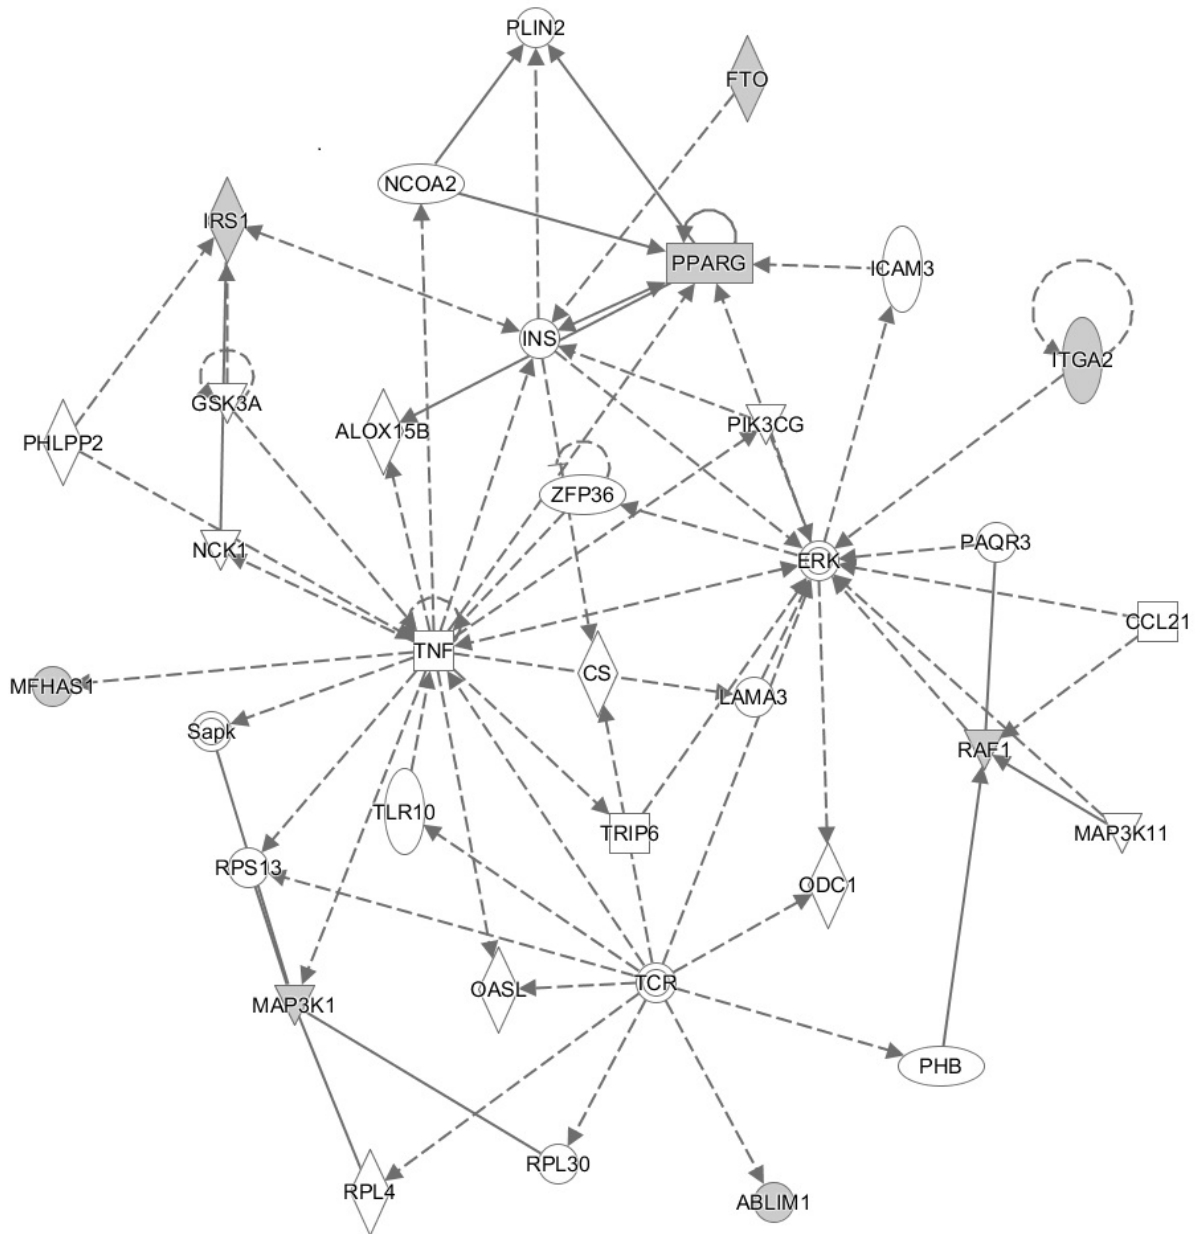 PLIN2
FTO
NCOA2
IRS1
PPARG
ICAM3
INS
ITGA2
GSK3A
PIK3CG
ALOX15B
PHLPP2
ZFP36
NCK1
PAQR3
ERK
CCL21
TNF
CS
MFHAS1
LAMA3
Sapk
RAF1
TLR10
TRIP6
MAP3K11
RPS13
ODC1
TCR
OASL
MAP3K1
PHB
RPL30
RPL4
ABLIM1